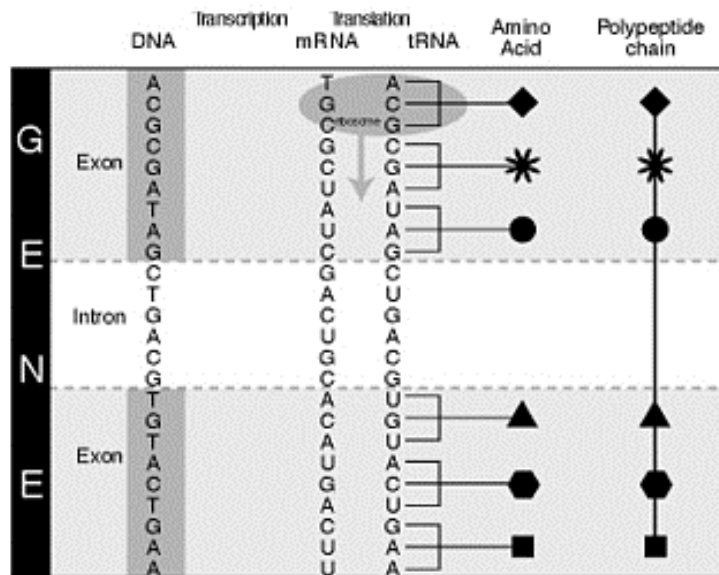 Transcription Translation
DNA mRNA tRNA Amino Acid Polypeptide chain
A T A
C G C
G C ribosome G
G
C G C
Exon G C G
A U A
T A U
A U A
E
G C G
C G C
T A U
Intron G C G
A U A
C G C
N
G C G
T A U
G C G
T A U
Exon A U A
C G C
E
T A U
G C G
A U A
A U A